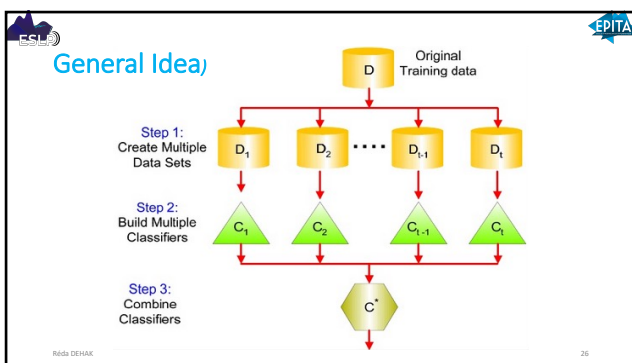 ESLR
EPITA
General Idea)
Original
Training data
D
Step 1:
Create Multiple
Data Sets
D1
D2
....
Dt-1
Dt
Step 2:
Build Multiple
Classifiers
C1
C2
Ct-1
Ct
Step 3:
Combine
Classifiers
C*
Réda DEHAK
26